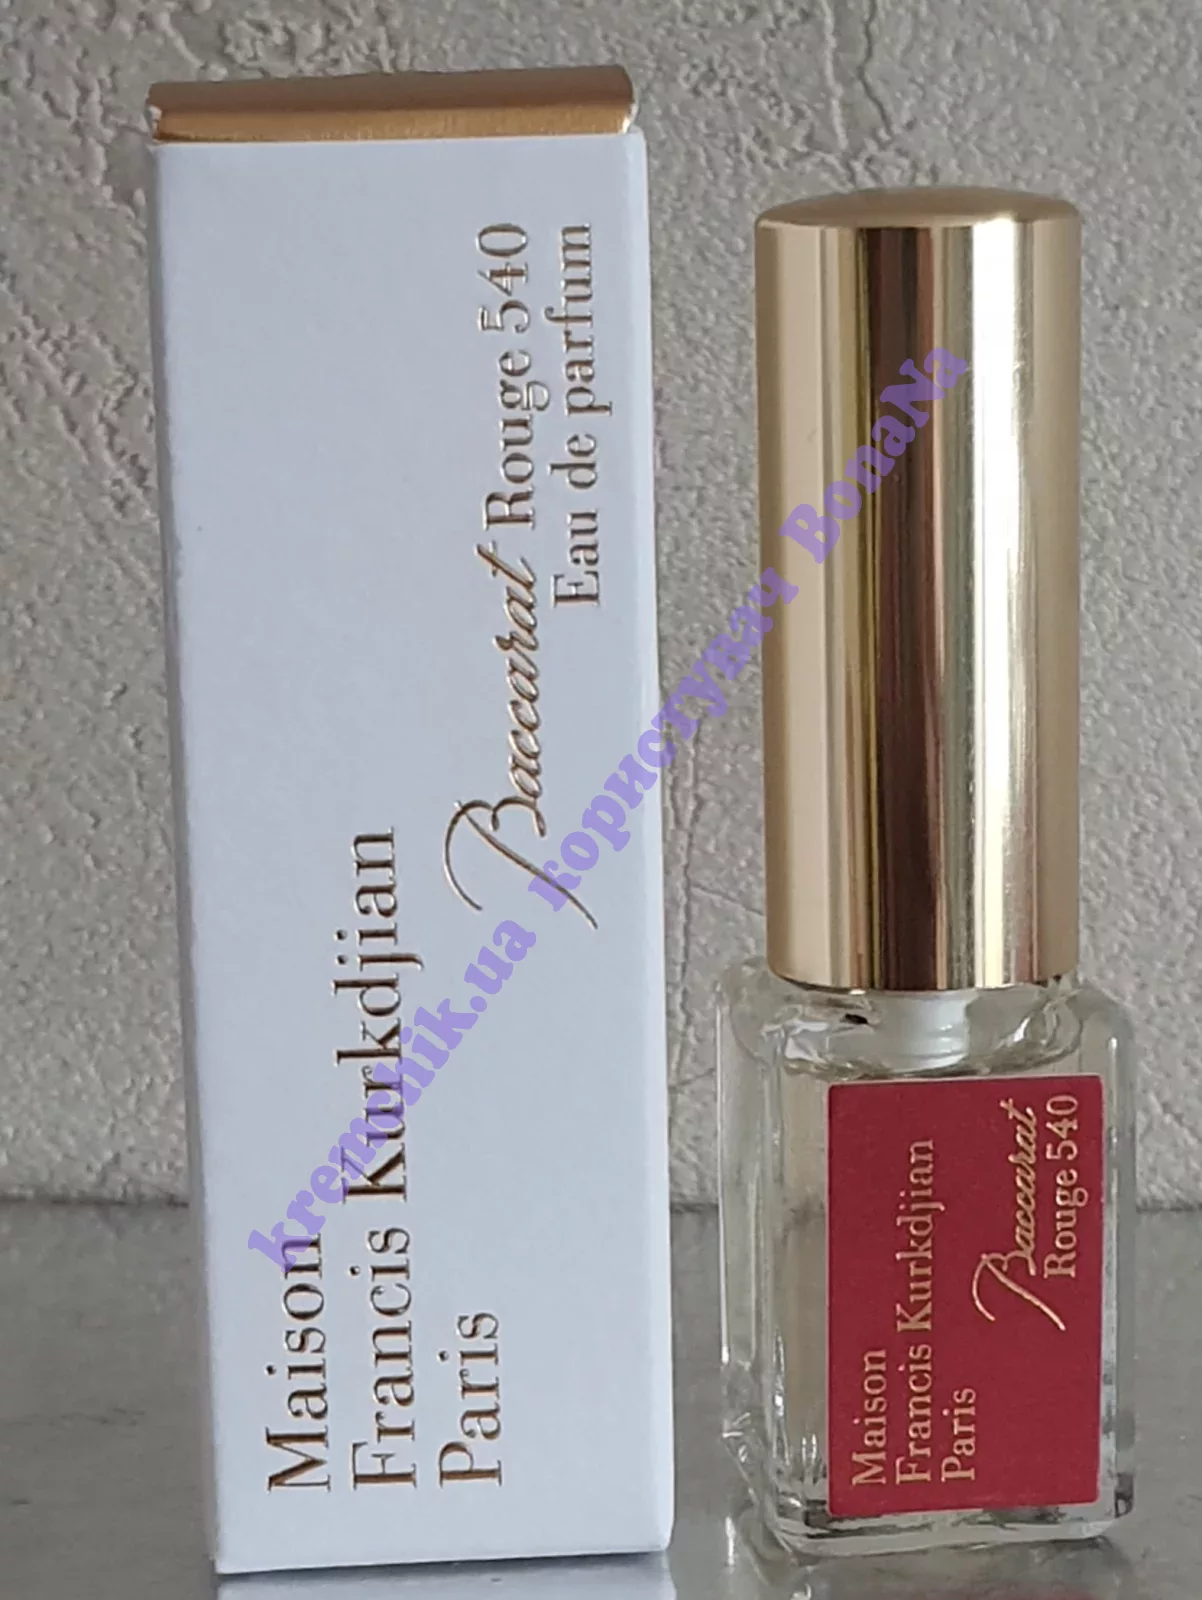 Maison
Francis Kurkdjian
Paris
Baccarat Rouge 540
Eau de parfum
Maison
Francis Kurkdjian
Paris
Baccarat
Rouge 540
kremchik.ua Користувач BonaNa